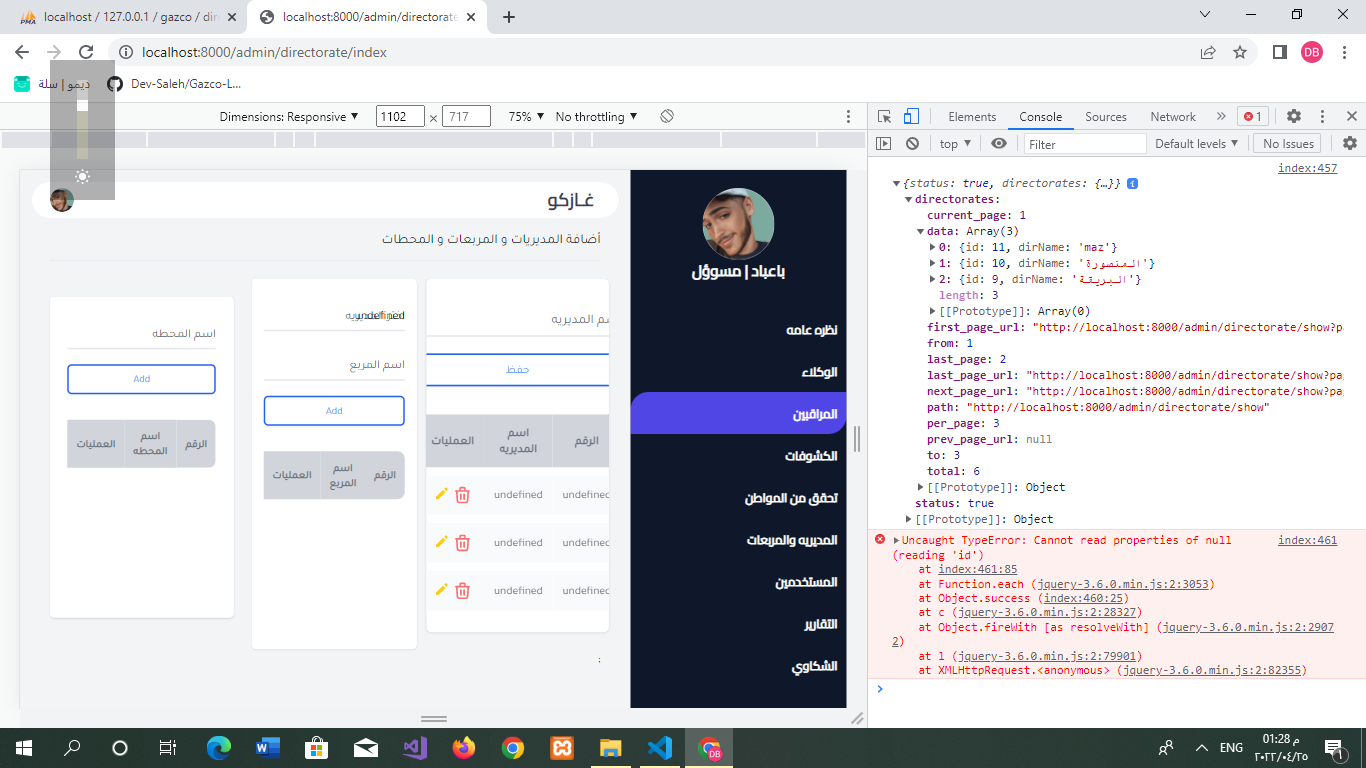 localhost / 127.0.0.1 / gazco / dir
localhost:8000/admin/directorate
localhost:8000/admin/directorate/index
DB
ديمو | سلة
Dev-Saleh/Gazco-L...
Dimensions: Responsive
1102
×
717
75%
No throttling
Elements
Console
Sources
Network
1
top
Filter
Default levels
No Issues
غـازكو
أضافة المديريات و المربعات و المحطات
باعباد | مسوؤل
نظره عامه
الوكلاء
المراقبين
الكشوفات
تحقق من المواطن
المديريه والمربعات
المستخدمين
التقارير
الشكاوي
م المديريه
حفظ
الرقم
اسم المديريه
العمليات
undefined
undefined
undefined
undefined
undefined
undefined
undefined
اسم المربع
Add
الرقم
اسم المربع
العمليات
اسم المحطه
Add
الرقم
اسم المحطه
العمليات
:
index:457
{status: true, directorates: {…}}
directorates:
current_page: 1
data: Array(3)
0: {id: 11, dirName: 'maz'}
1: {id: 10, dirName: 'المنصورة'}
2: {id: 9, dirName: 'البريقة'}
length: 3
[[Prototype]]: Array(0)
first_page_url: "http://localhost:8000/admin/directorate/show?pa
from: 1
last_page: 2
last_page_url: "http://localhost:8000/admin/directorate/show?pag
next_page_url: "http://localhost:8000/admin/directorate/show?pag
path: "http://localhost:8000/admin/directorate/show"
per_page: 3
prev_page_url: null
to: 3
total: 6
[[Prototype]]: Object
status: true
[[Prototype]]: Object
Uncaught TypeError: Cannot read properties of null index:461
(reading 'id')
at index:461:85
at Function.each (jquery-3.6.0.min.js:2:3053)
at Object.success (index:460:25)
at c (jquery-3.6.0.min.js:2:28327)
at Object.fireWith [as resolveWith] (jquery-3.6.0.min.js:2:2907
2)
at l (jquery-3.6.0.min.js:2:79901)
at XMLHttpRequest.<anonymous> (jquery-3.6.0.min.js:2:82355)
ENG
01:28 م
٢٠٢٢/٠٤/٢٥
1